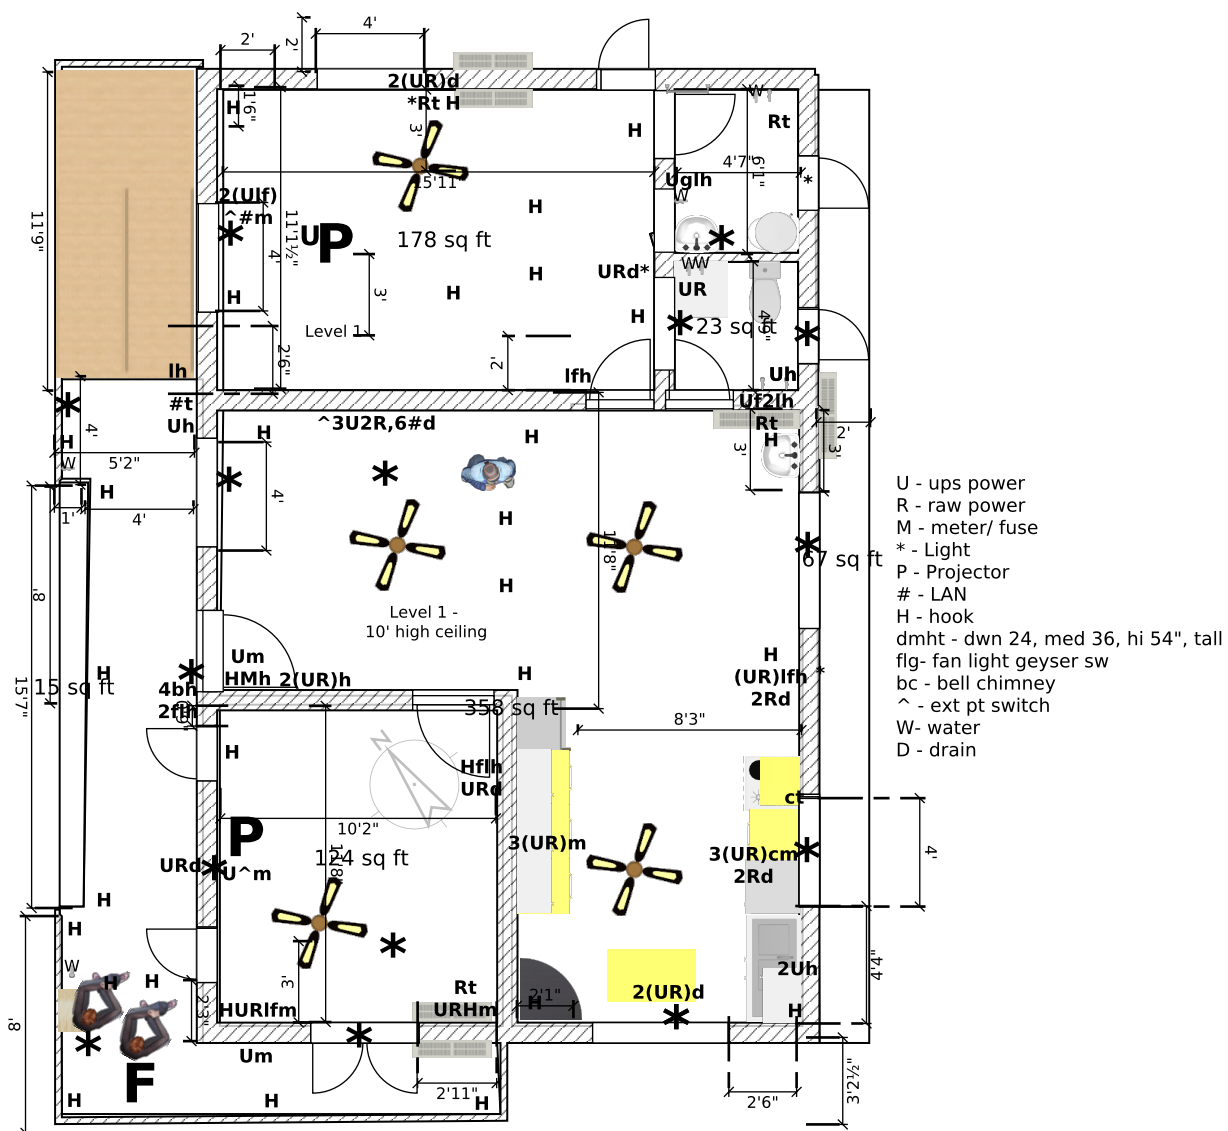 4'
2'
2'
2(UR)d
*Rt H
H
1'6"
3'
H
W
Rt
4'7"
6'1"
15'11"
Uglh
W
*
2(Ulf)
^#m
*
11'9"
11'1½"
4'
U
P
178 sq ft
H
*
WW
URd*
UR
H
H
H
3'
H
*
23 sq ft
4'9"
*
Level 1
2'6"
2'
lh
lfh
Uh
#t
Uh
*
H
4'
W
5'2"
H
^3U2R,6#d
H
Uf2lh
Rt
H
3'
2'
3'
*
*
4'
H
1'
4'
H
11'8"
*
67 sq ft
H
8'
Level 1 -
10' high ceiling
U - ups power
R - raw power
M - meter/ fuse
* - Light
P - Projector
# - LAN
H - hook
dmht - dwn 24, med 36, hi 54", tall
flg- fan light geyser sw
bc - bell chimney
^ - ext pt switch
W- water
D - drain
Um
HMh
2(UR)h
H
H
(UR)lfh
2Rd
*
H
*
15 sq ft
4bh
2flh
15'7"
358 sq ft
8'3"
H
N
Hflh
URd
ct
10'2"
P
124 sq ft
3(UR)m
3(UR)cm
2Rd
*
4'
URd
*
U^m
H
H
*
W
H
H
3'
Rt
URHm
HURlfm
2'3"
2'1"
H
2(UR)d
*
2Uh
H
4'4"
8'
*
Um
*
F
H
H
H
2'11"
2'6"
3'2½"